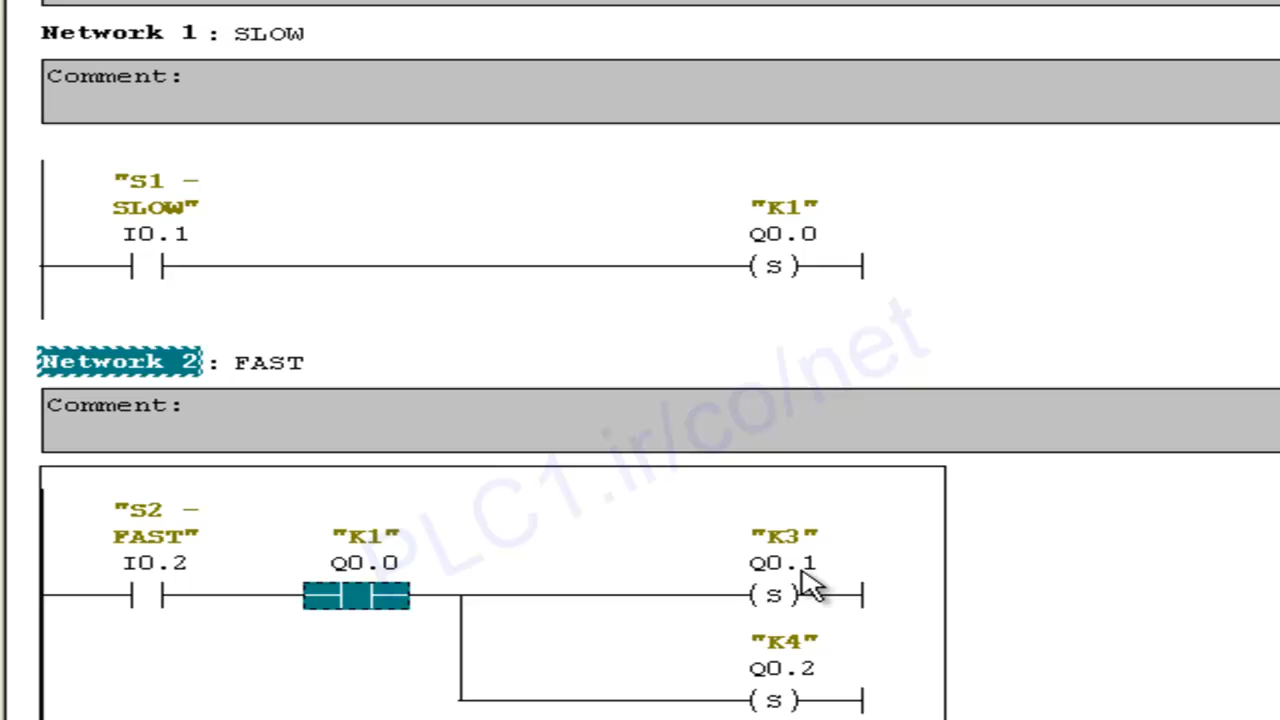 Network 1 : SLOW
Comment:
"S1 -
SLOW"
I0.1
"K1"
Q0.0
(S)
Network 2 : FAST
Comment:
"S2 -
FAST"
I0.2
"K1"
Q0.0
"K3"
Q0.1
(S)
"K4"
Q0.2
(S)
PLC1.ir/co/net